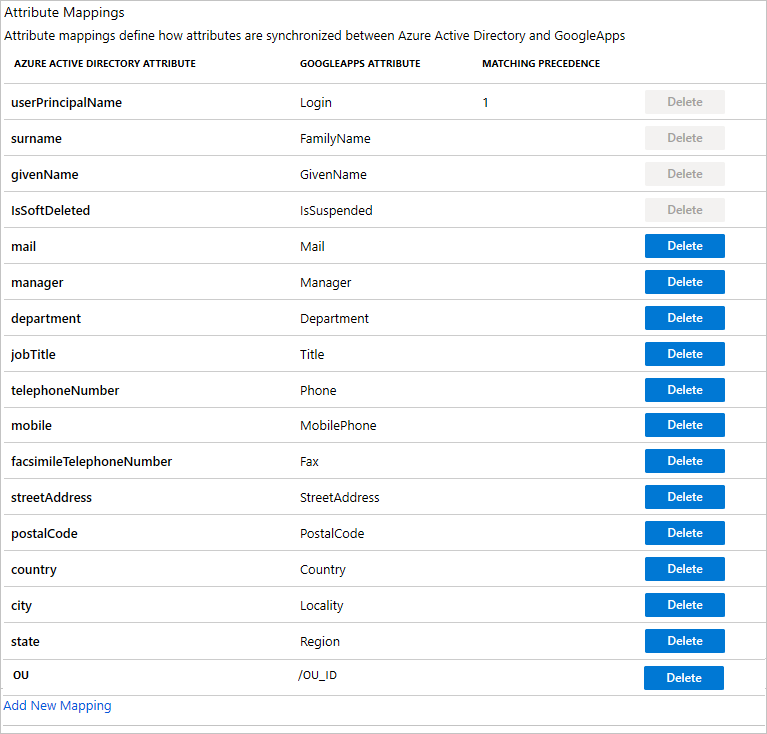 Attribute Mappings
Attribute mappings define how attributes are synchronized between Azure Active Directory and GoogleApps
AZURE ACTIVE DIRECTORY ATTRIBUTE GOOGLEAPPS ATTRIBUTE MATCHING PRECEDENCE
userPrincipalName Login 1 Delete
surname FamilyName Delete
givenName GivenName Delete
IsSoftDeleted IsSuspended Delete
mail Mail Delete
manager Manager Delete
department Department Delete
jobTitle Title Delete
telephoneNumber Phone Delete
mobile MobilePhone Delete
facsimileTelephoneNumber Fax Delete
streetAddress StreetAddress Delete
postalCode PostalCode Delete
country Country Delete
city Locality Delete
state Region Delete
OU /OU_ID Delete
Add New Mapping